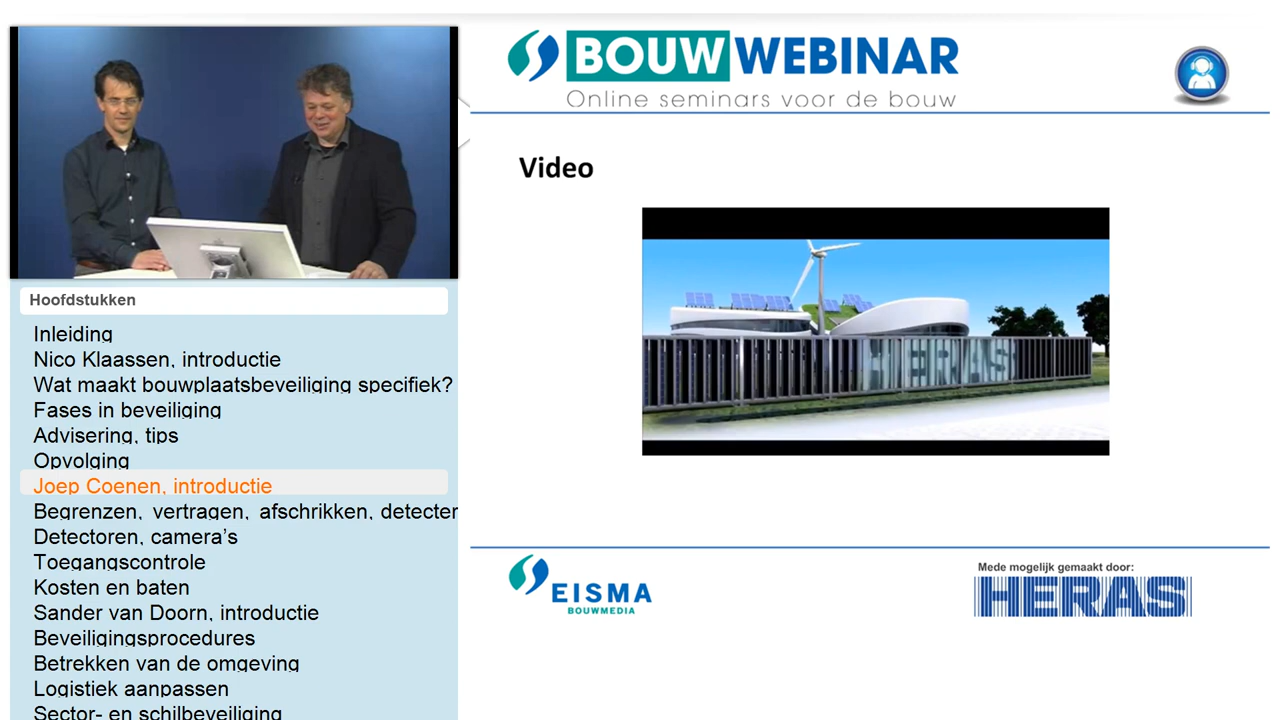 BOUWWEBINAR
Online seminars voor de bouw
Video
HERAS
Hoofdstukken
Inleiding
Nico Klaassen, introductie
Wat maakt bouwplaatsbeveiliging specifiek?
Fases in beveiliging
Advisering, tips
Opvolging
Joep Coenen, introductie
Begrenzen, vertragen, afschrikken, detecter
Detectoren, camera's
Toegangscontrole
Kosten en baten
Sander van Doorn, introductie
Beveiligingsprocedures
Betrekken van de omgeving
Logistiek aanpassen
Sector- en schilbeveiliging
EISMA
BOUWMEDIA
Mede mogelijk gemaakt door:
HERAS